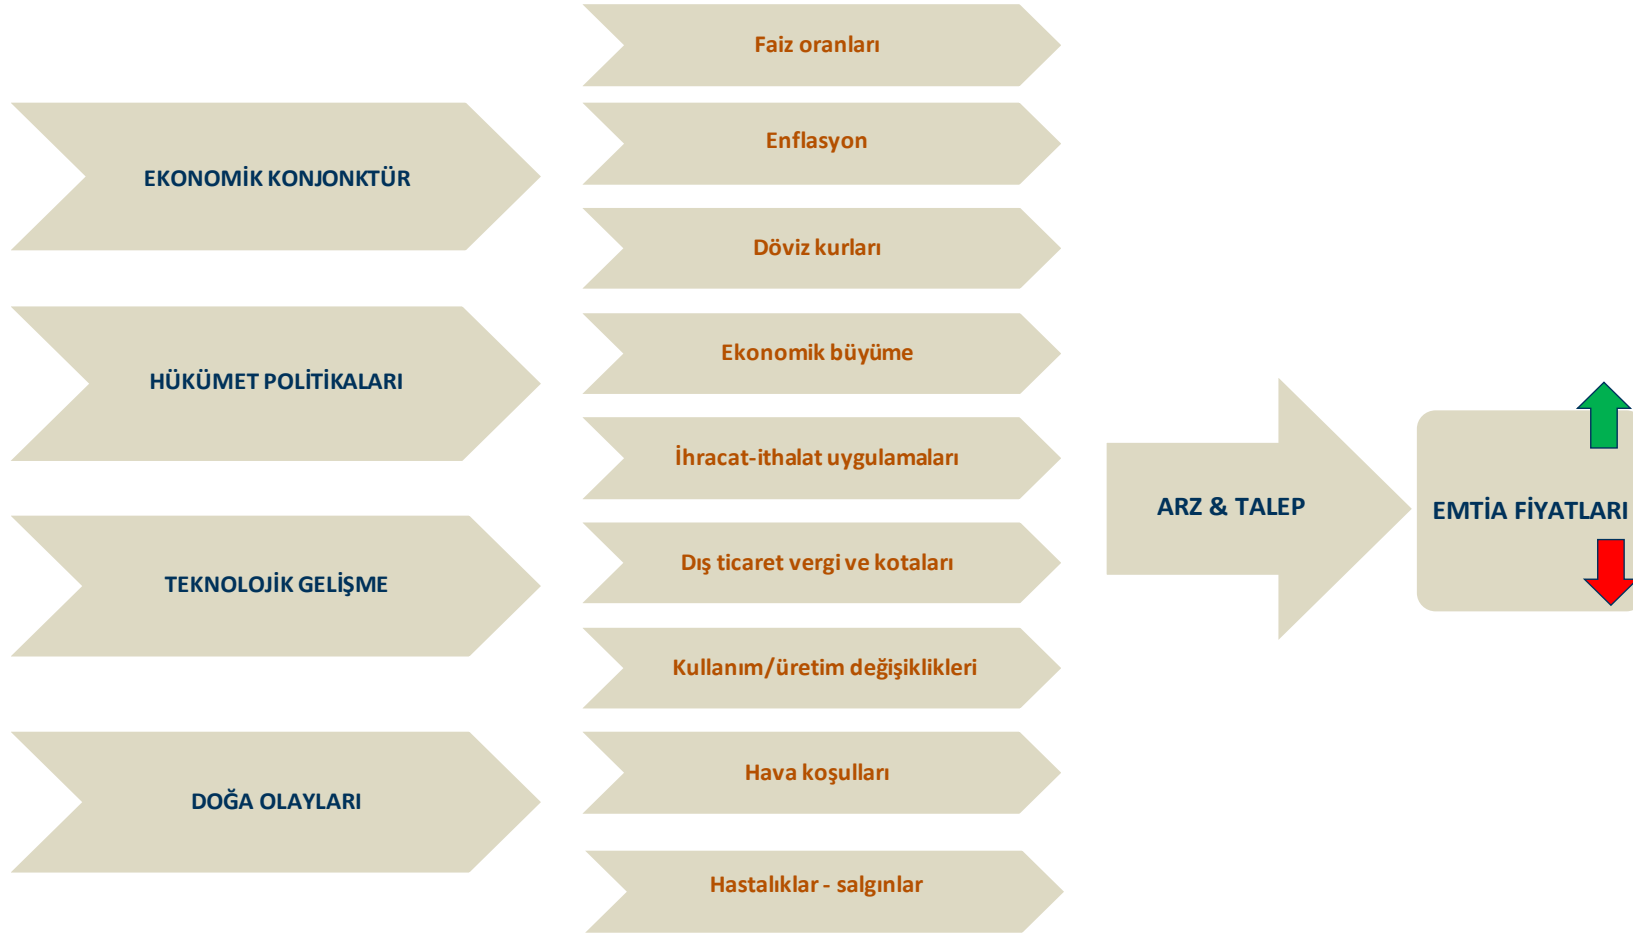 EKONOMİK KONJONKTÜR
HÜKÜMET POLİTİKALARI
TEKNOLOJİK GELİŞME
DOĞA OLAYLARI
Faiz oranları
Enflasyon
Döviz kurları
Ekonomik büyüme
İhracat-ithalat uygulamaları
Dış ticaret vergi ve kotaları
Kullanım/üretim değişiklikleri
Hava koşulları
Hastalıklar - salgınlar
ARZ & TALEP
EMTİA FİYATLARI